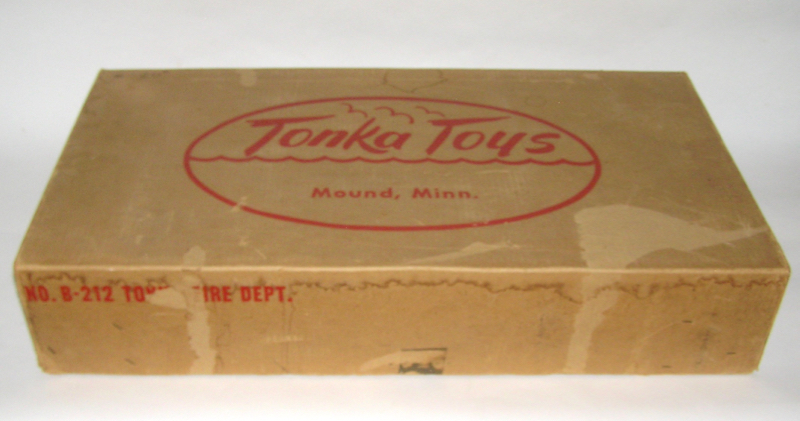 Tonka Toys
Mound, Minn.
NO. B-212 DEPT.